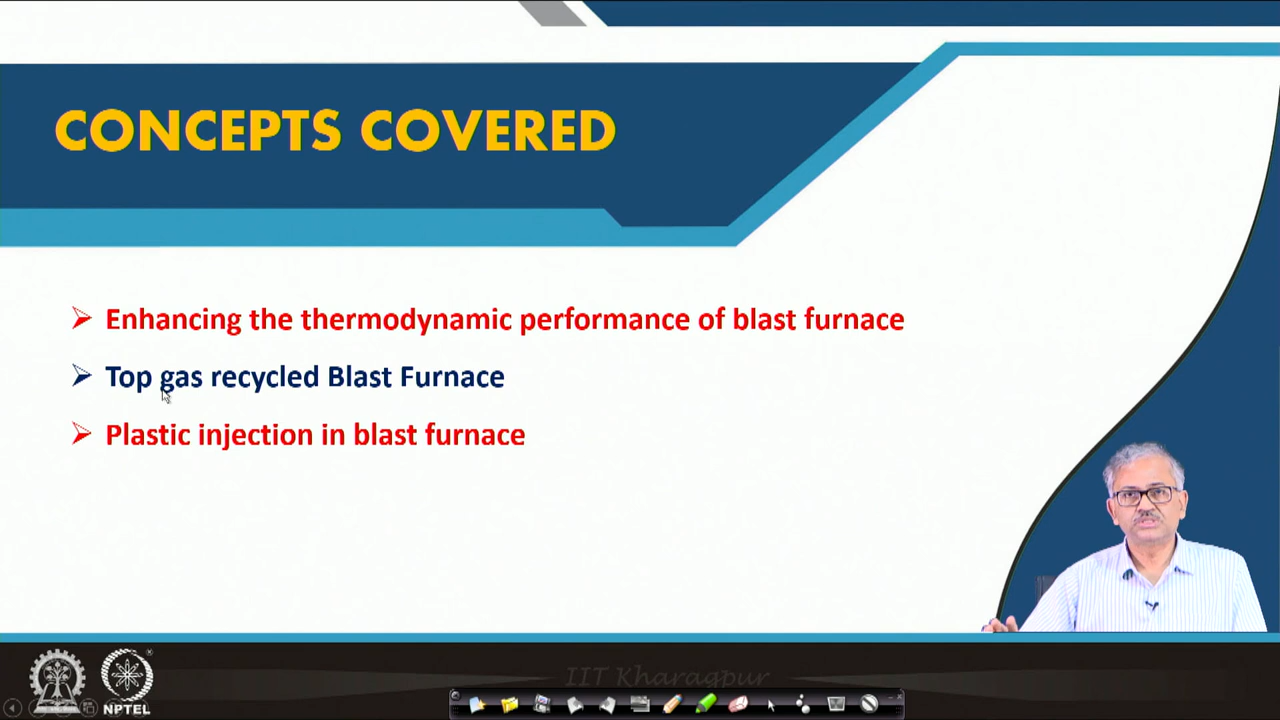 CONCEPTS COVERED
Enhancing the thermodynamic performance of blast furnace
Top gas recycled Blast Furnace
Plastic injection in blast furnace
IIT Kharagpur
NPTEL